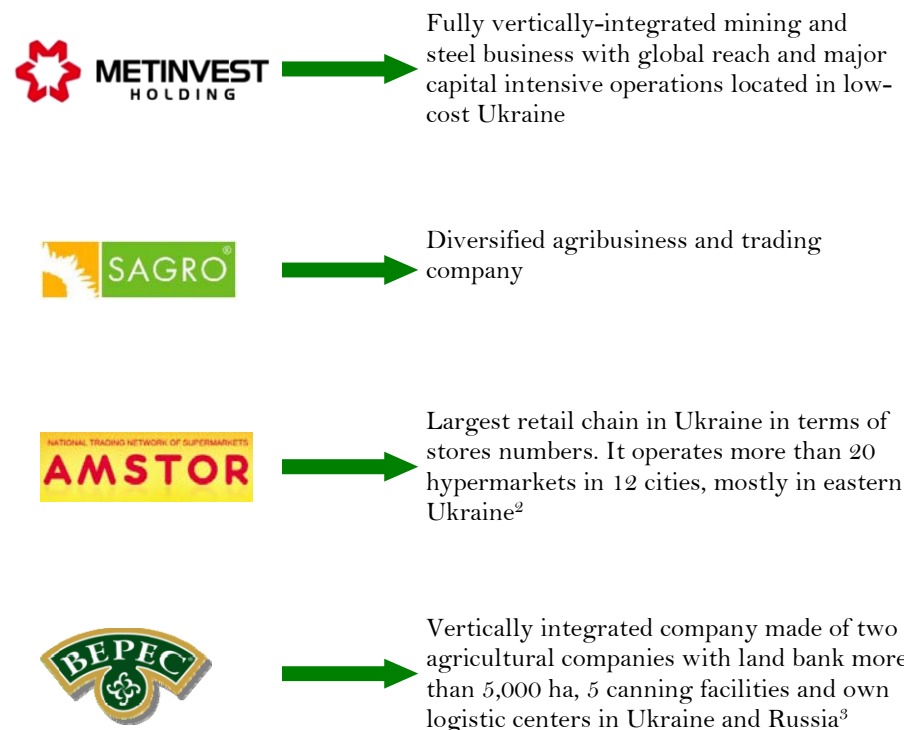 METINVEST
HOLDING
Fully vertically-integrated mining and
steel business with global reach and major
capital intensive operations located in low-
cost Ukraine
SAGRO®
Diversified agribusiness and trading
company
NATIONAL TRADING NETWORK OF SUPERMARKETS
AMSTOR
Largest retail chain in Ukraine in terms of
stores numbers. It operates more than 20
hypermarkets in 12 cities, mostly in eastern
Ukraine²
ВЕРЕС
Vertically integrated company made of two
agricultural companies with land bank more
than 5,000 ha, 5 canning facilities and own
logistic centers in Ukraine and Russia³